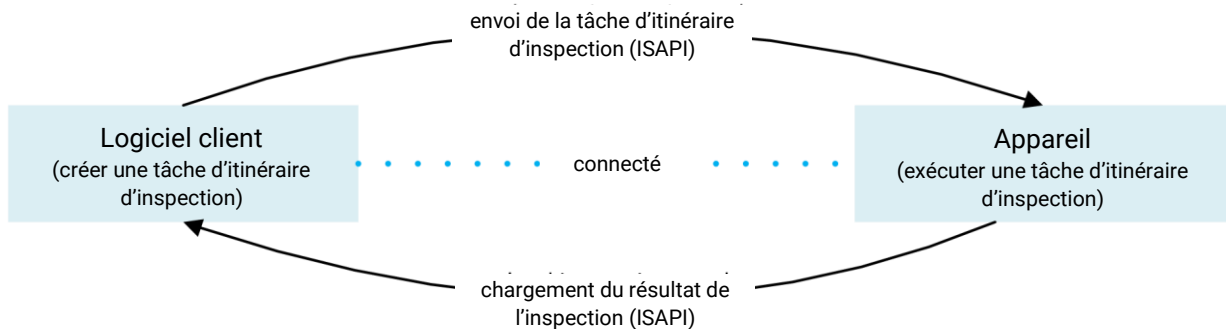 envoi de la tâche d’itinéraire
d’inspection (ISAPI)
Logiciel client
(créer une tâche d’itinéraire
d’inspection)
connecté
Appareil
(exécuter une tâche d’itinéraire
d’inspection)
chargement du résultat de
l’inspection (ISAPI)